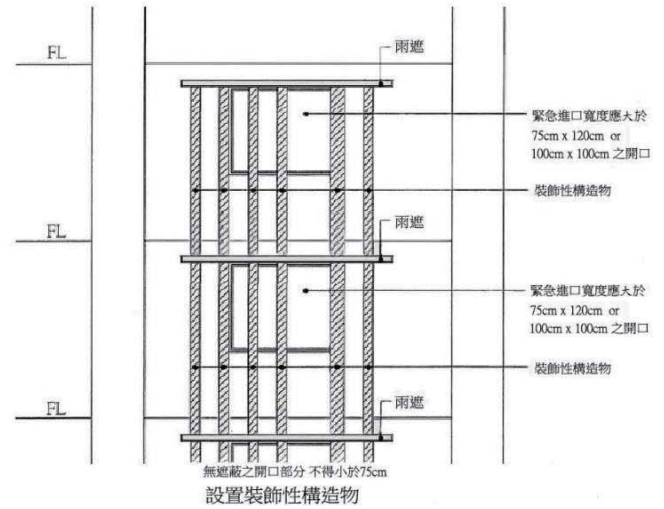 FL
雨遮
緊急進口寬度應大於
75cm x 120cm or
100cm x 100cm 之開口
裝飾性構造物
FL
雨遮
緊急進口寬度應大於
75cm x 120cm or
100cm x 100cm 之開口
裝飾性構造物
FL
雨遮
無遮蔽之開口部分 不得小於75cm
設置裝飾性構造物